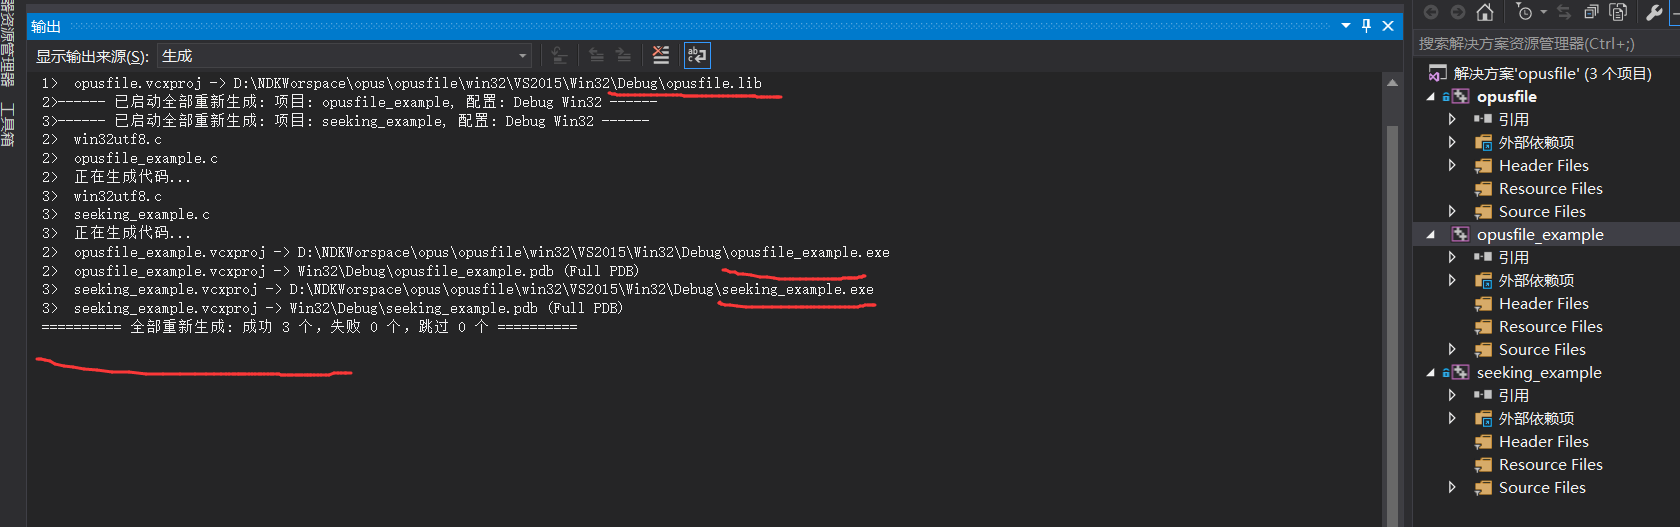 器资源管理器
工具箱
输出
显示输出来源(S): 生成
1>  opusfile.vcxproj -> D:\NDKWorspace\opus\opusfile\win32\VS2015\Win32\Debug\opusfile.lib
2>------ 已启动全部重新生成: 项目: opusfile_example, 配置: Debug Win32 ------
3>------ 已启动全部重新生成: 项目: seeking_example, 配置: Debug Win32 ------
2>  win32utf8.c
2>  opusfile_example.c
2>  正在生成代码...
3>  win32utf8.c
3>  seeking_example.c
3>  正在生成代码...
2>  opusfile_example.vcxproj -> D:\NDKWorspace\opus\opusfile\win32\VS2015\Win32\Debug\opusfile_example.exe
2>  opusfile_example.vcxproj -> Win32\Debug\opusfile_example.pdb (Full PDB)
3>  seeking_example.vcxproj -> D:\NDKWorspace\opus\opusfile\win32\VS2015\Win32\Debug\seeking_example.exe
3>  seeking_example.vcxproj -> Win32\Debug\seeking_example.pdb (Full PDB)
========== 全部重新生成: 成功 3 个，失败 0 个，跳过 0 个 ==========
搜索解决方案资源管理器(Ctrl+;)
解决方案'opusfile' (3 个项目)
opusfile
引用
外部依赖项
Header Files
Resource Files
Source Files
opusfile_example
引用
外部依赖项
Header Files
Resource Files
Source Files
seeking_example
引用
外部依赖项
Header Files
Resource Files
Source Files